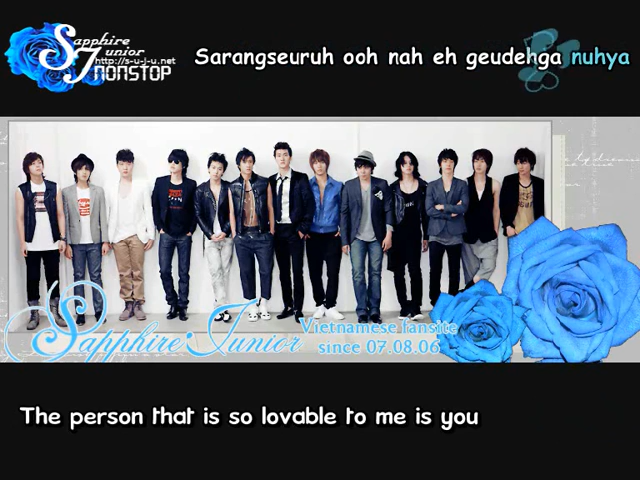 Sapphire
Junior
http://s-u-j-u.net
NONSTOP
Sarangseuruh ooh nah eh geudehga nuhya
Sapphire Junior
Vietnamese fansite
since 07.08.06
The person that is so lovable to me is you